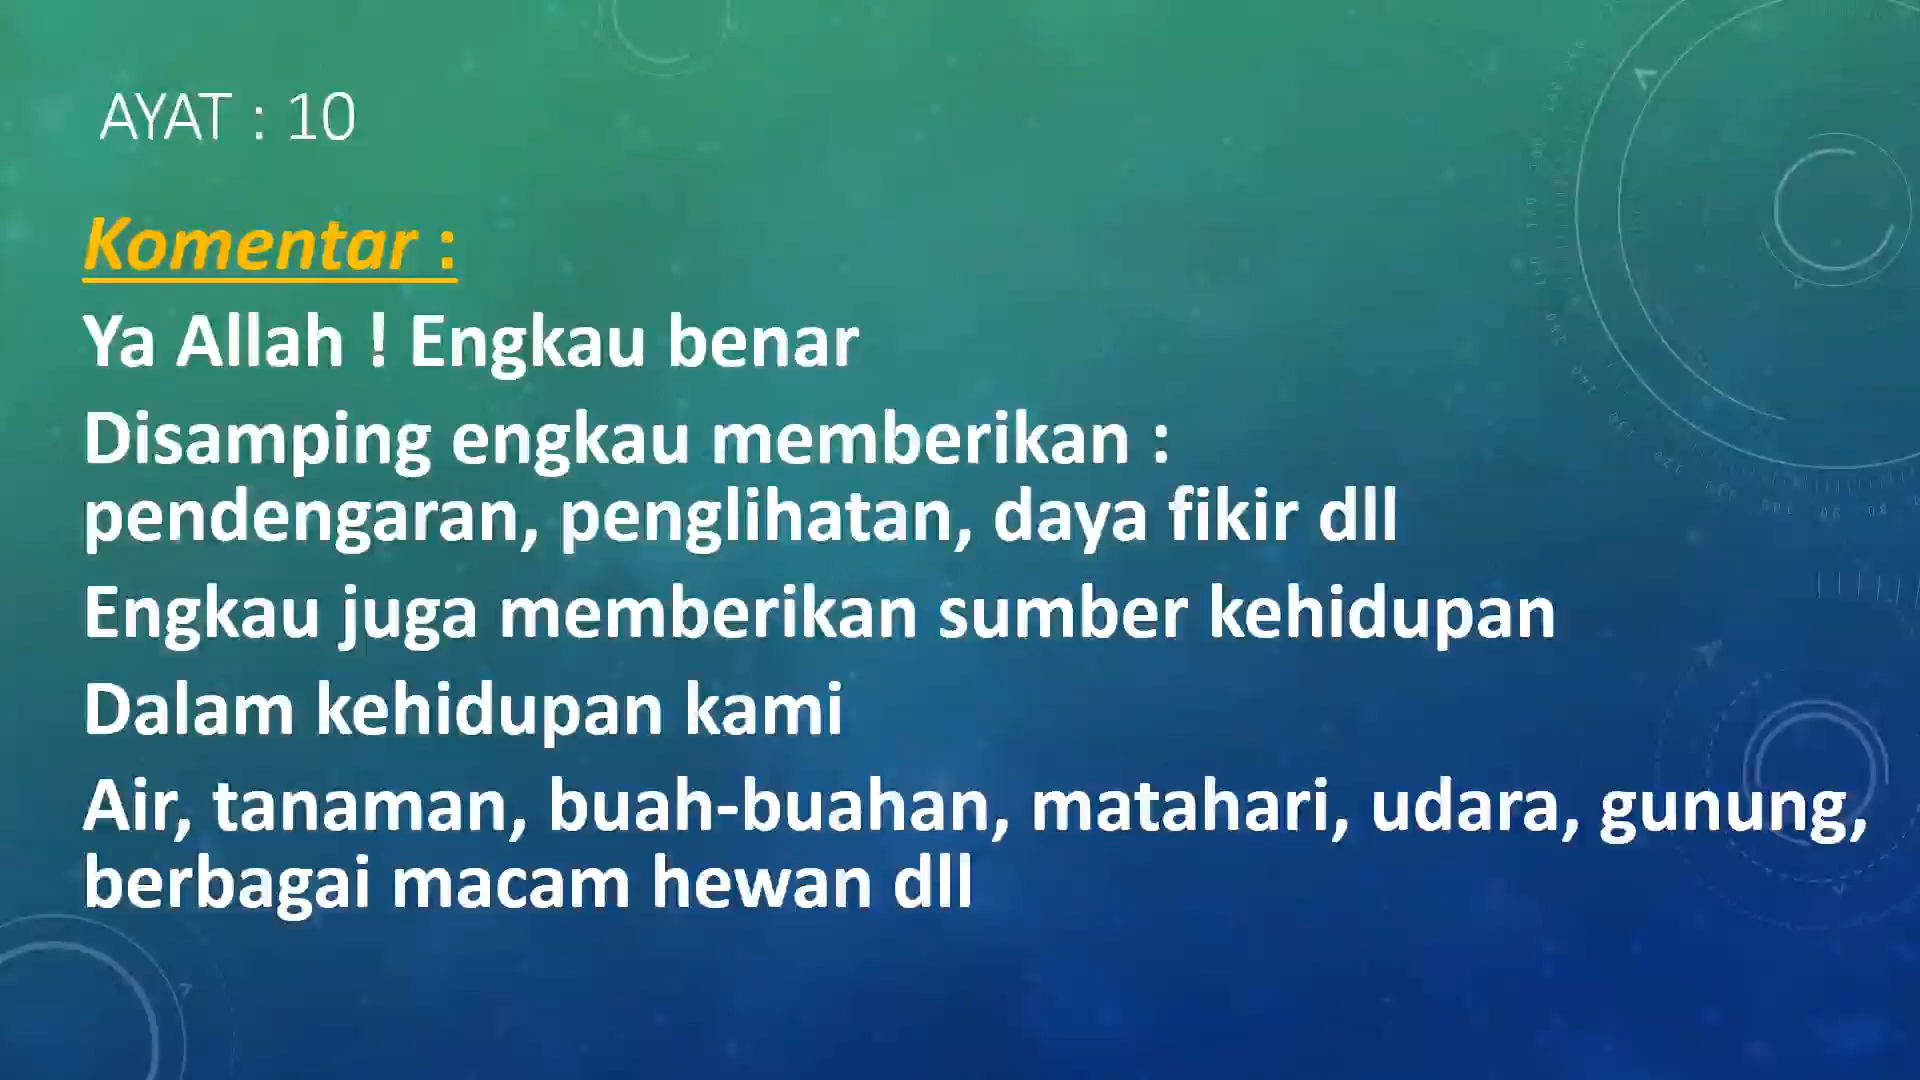 AYAT : 10
Komentar :
Ya Allah ! Engkau benar
Disamping engkau memberikan :
pendengaran, penglihatan, daya fikir dll
Engkau juga memberikan sumber kehidupan
Dalam kehidupan kami
Air, tanaman, buah-buahan, matahari, udara, gunung,
berbagai macam hewan dll